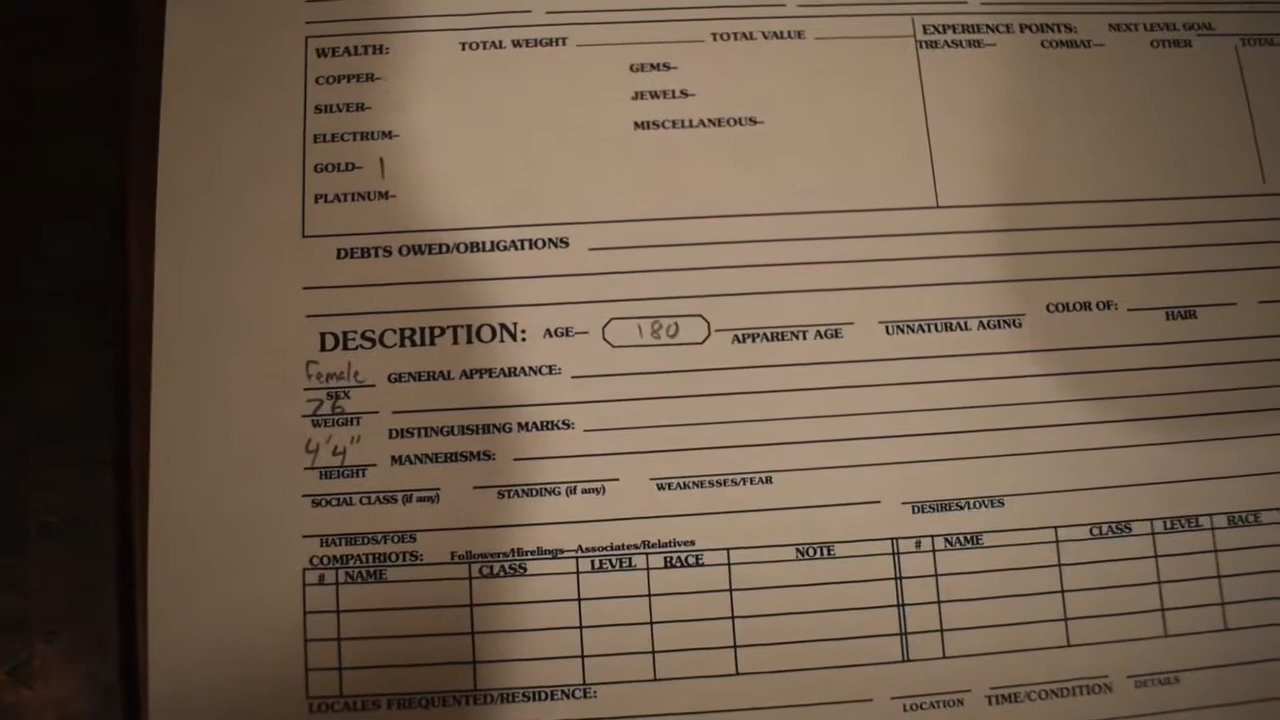 WEALTH: TOTAL WEIGHT TOTAL VALUE
EXPERIENCE POINTS: NEXT LEVEL GOAL
TREASURE— COMBAT— OTHER TOTAL
COPPER– GEMS–
SILVER– JEWELS–
ELECTRUM– MISCELLANEOUS–
GOLD– 1
PLATINUM–
DEBTS OWED/OBLIGATIONS
DESCRIPTION: AGE— 180 APPARENT AGE UNNATURAL AGING COLOR OF: HAIR
Female
SEX
GENERAL APPEARANCE:
76
WEIGHT
DISTINGUISHING MARKS:
4'4"
HEIGHT
MANNERISMS:
SOCIAL CLASS (if any) STANDING (if any) WEAKNESSES/FEAR
HATREDS/FOES DESIRES/LOVES
COMPATRIOTS: Followers/Hirelings—Associates/Relatives
# NAME CLASS LEVEL RACE NOTE # NAME CLASS LEVEL RACE
LOCALES FREQUENTED/RESIDENCE: LOCATION TIME/CONDITION DETAILS